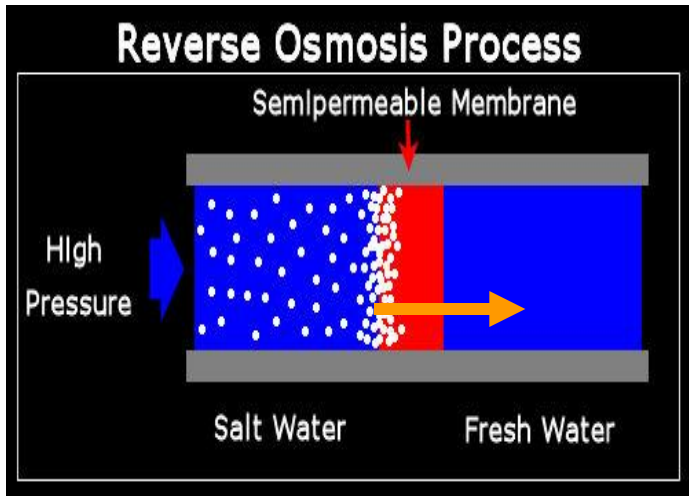 Reverse Osmosis Process
SemIpermeable Membrane
HIgh
Pressure
Salt Water
Fresh Water